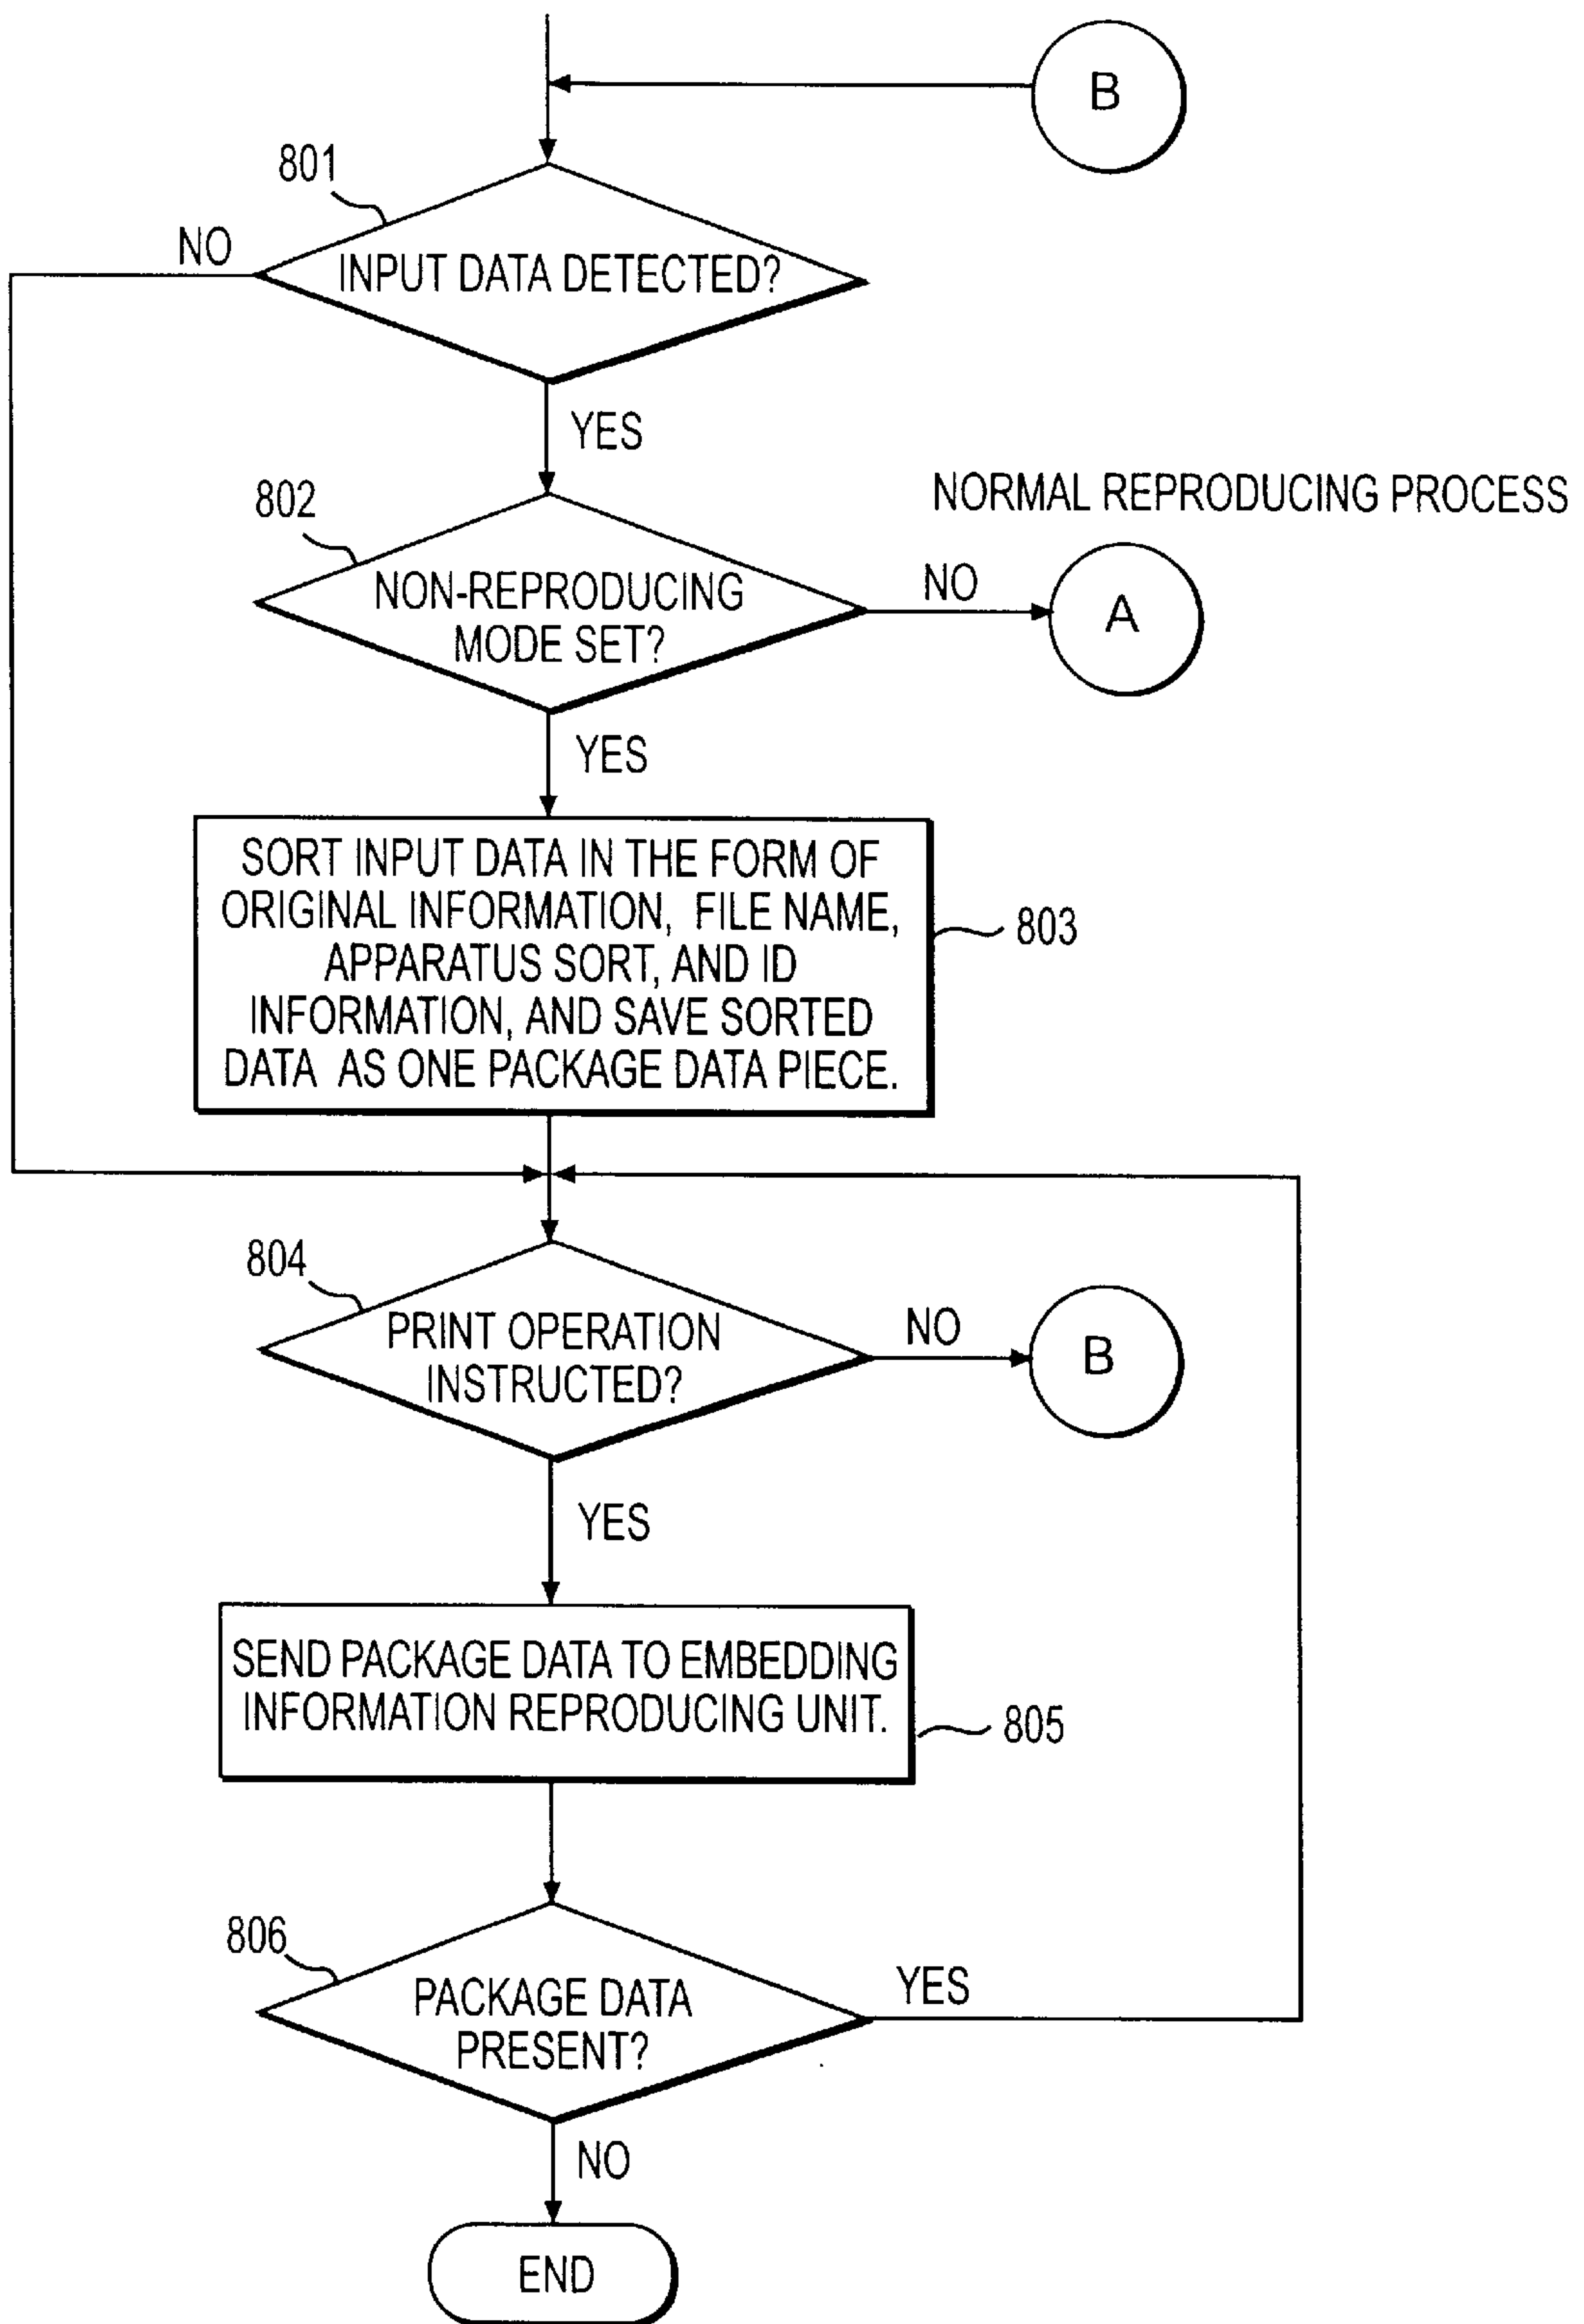 B
801
NO
INPUT DATA DETECTED?
YES
NORMAL REPRODUCING PROCESS
802
NON-REPRODUCING
MODE SET?
NO
A
YES
SORT INPUT DATA IN THE FORM OF
ORIGINAL INFORMATION, FILE NAME,
APPARATUS SORT, AND ID
INFORMATION, AND SAVE SORTED
DATA AS ONE PACKAGE DATA PIECE.
803
804
PRINT OPERATION
INSTRUCTED?
NO
B
YES
SEND PACKAGE DATA TO EMBEDDING
INFORMATION REPRODUCING UNIT.
805
806
PACKAGE DATA
PRESENT?
YES
NO
END